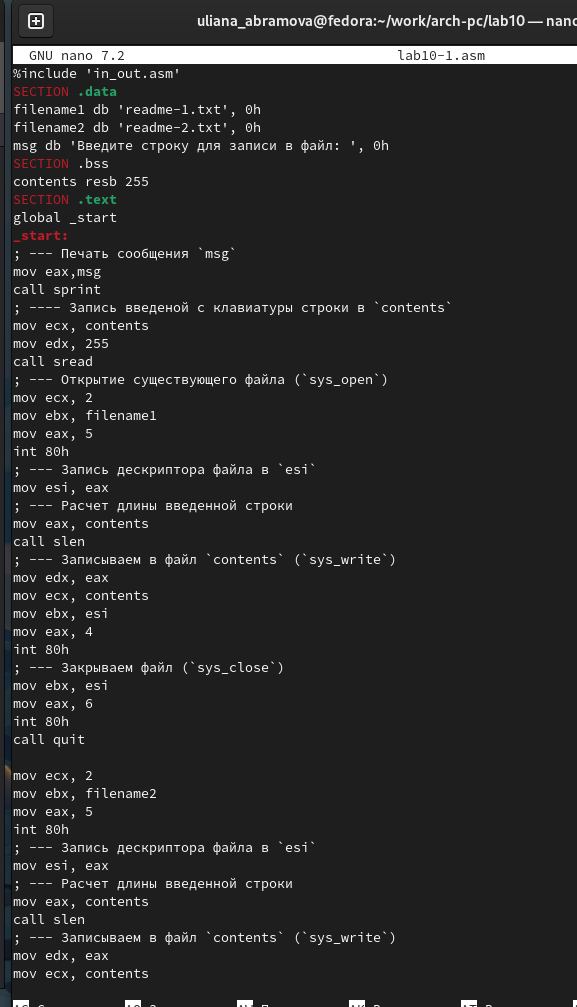 uliana_abramova@fedora:~/work/arch-pc/lab10 — nano
GNU nano 7.2 lab10-1.asm
%include 'in_out.asm'
SECTION .data
filename1 db 'readme-1.txt', 0h
filename2 db 'readme-2.txt', 0h
msg db 'Введите строку для записи в файл: ', 0h
SECTION .bss
contents resb 255
SECTION .text
global _start
_start:
; --- Печать сообщения `msg`
mov eax,msg
call sprint
; ---- Запись введеной с клавиатуры строки в `contents`
mov ecx, contents
mov edx, 255
call sread
; --- Открытие существующего файла (`sys_open`)
mov ecx, 2
mov ebx, filename1
mov eax, 5
int 80h
; --- Запись дескриптора файла в `esi`
mov esi, eax
; --- Расчет длины введенной строки
mov eax, contents
call slen
; --- Записываем в файл `contents` (`sys_write`)
mov edx, eax
mov ecx, contents
mov ebx, esi
mov eax, 4
int 80h
; --- Закрываем файл (`sys_close`)
mov ebx, esi
mov eax, 6
int 80h
call quit
mov ecx, 2
mov ebx, filename2
mov eax, 5
int 80h
; --- Запись дескриптора файла в `esi`
mov esi, eax
; --- Расчет длины введенной строки
mov eax, contents
call slen
; --- Записываем в файл `contents` (`sys_write`)
mov edx, eax
mov ecx, contents